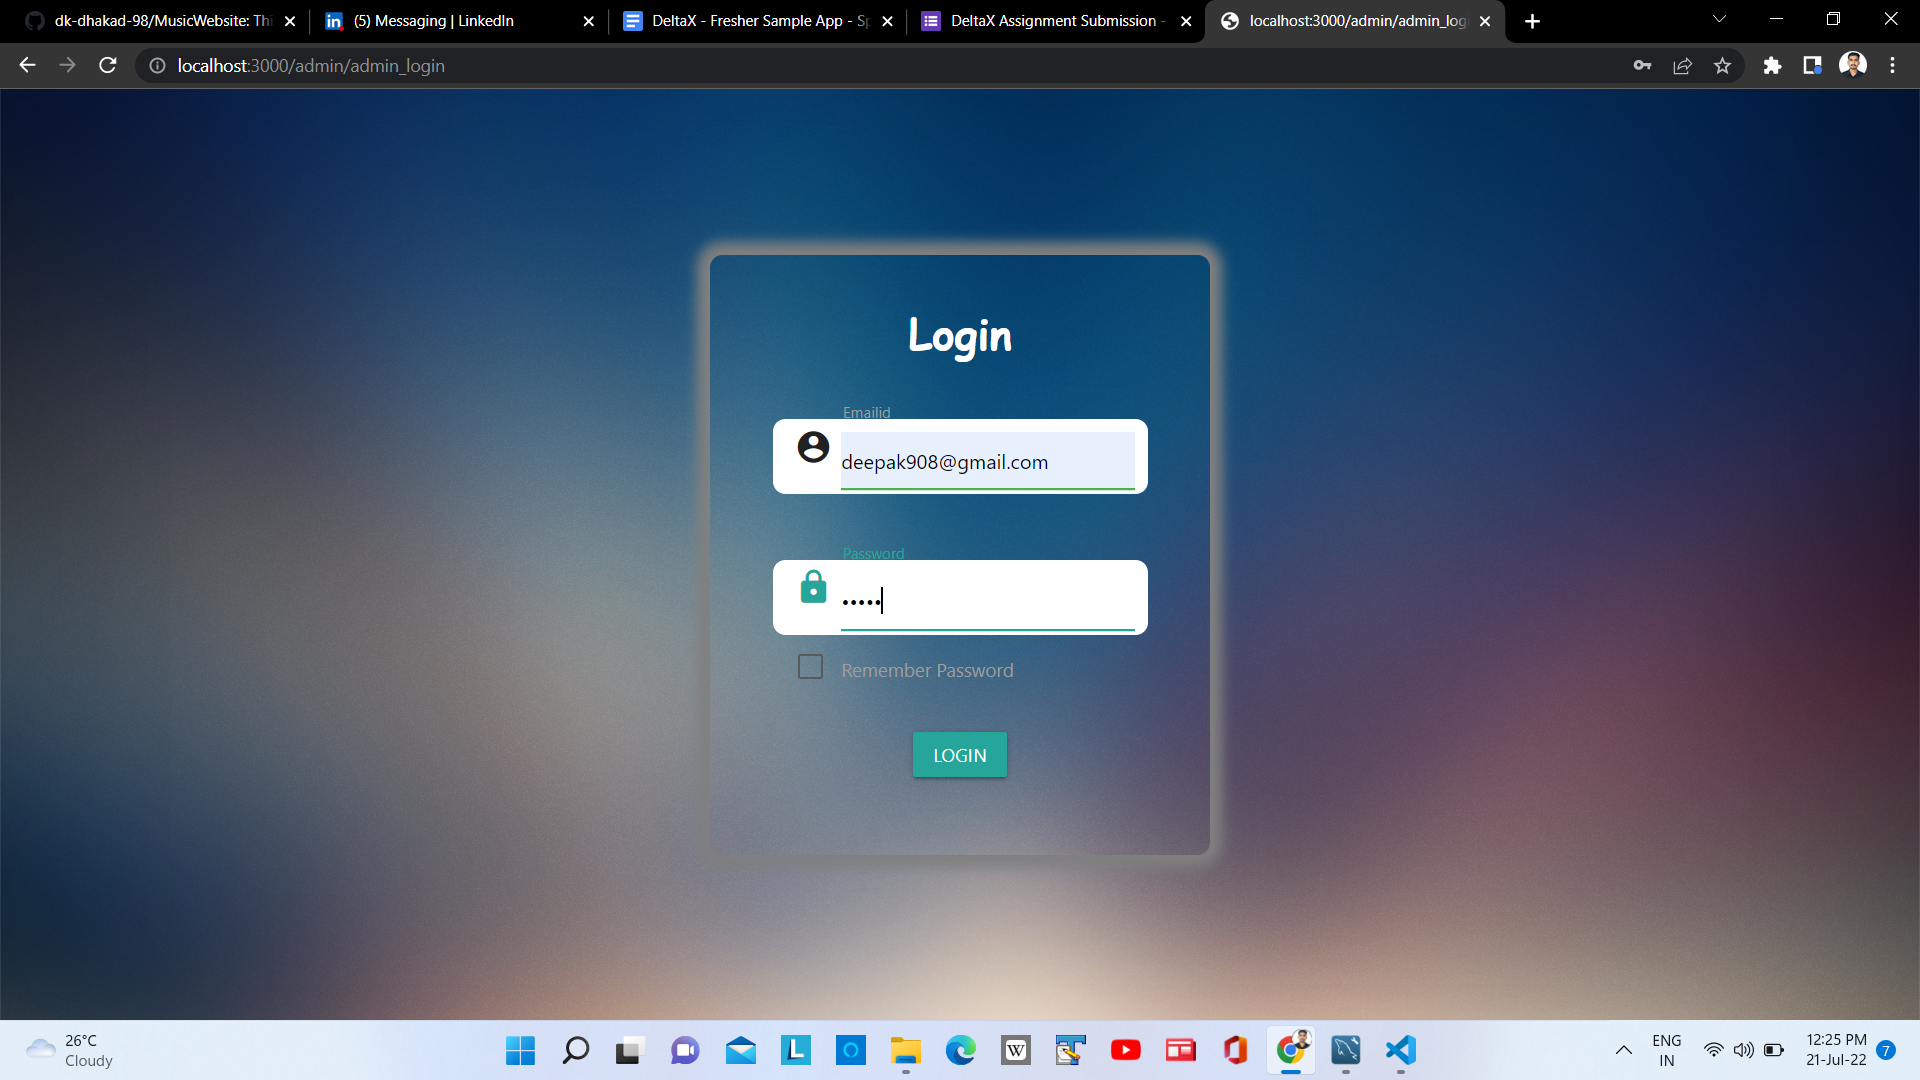 dk-dhakad-98/MusicWebsite: Thi
(5) Messaging | LinkedIn
DeltaX - Fresher Sample App - Sp
DeltaX Assignment Submission -
localhost:3000/admin/admin_log
localhost:3000/admin/admin_login
Login
Emailid
deepak908@gmail.com
Password
•••••
Remember Password
LOGIN
26°C
Cloudy
ENG
IN
12:25 PM
21-Jul-22
7